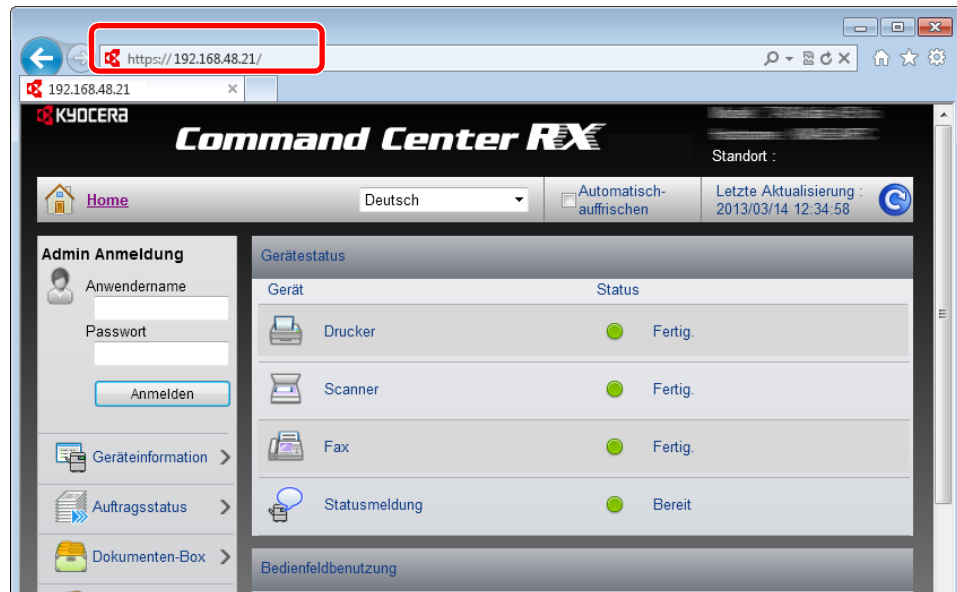 https://192.168.48.21/
192.168.48.21
KYOCERA
Command Center RX
Standort :
Home
Deutsch
Automatisch-
auffrischen
Letzte Aktualisierung :
2013/03/14 12:34:58
Admin Anmeldung
Anwendername
Passwort
Anmelden
Geräteinformation
Auftragsstatus
Dokumenten-Box
Gerätestatus
Gerät Status
Drucker Fertig.
Scanner Fertig.
Fax Fertig.
Statusmeldung Bereit
Bedienfeldbenutzung